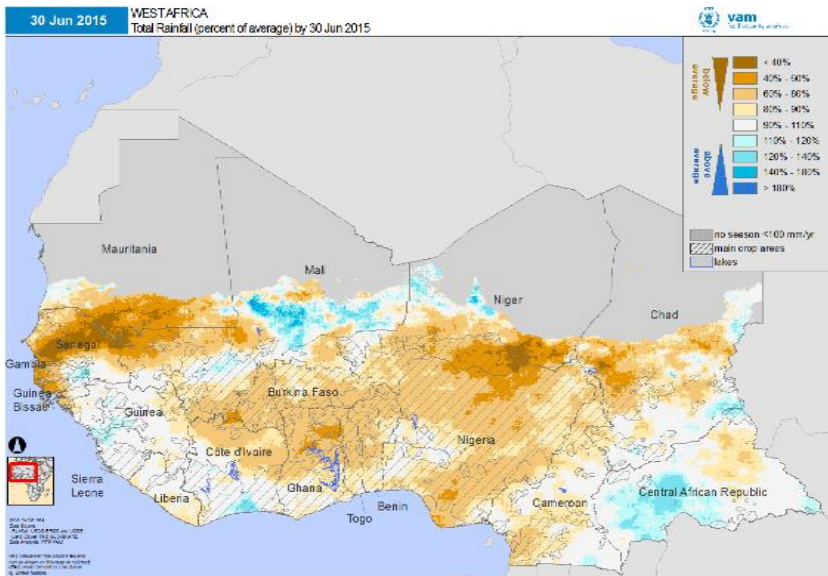 30 Jun 2015
WEST AFRICA
Total Rainfall (percent of average) by 30 Jun 2015
vam
below average
above average
< 40%
40% - 60%
60% - 80%
80% - 90%
90% - 110%
110% - 120%
120% - 140%
140% - 180%
> 180%
no season <100 mm/yr
main crop areas
lakes
Mauritania
Mali
Niger
Chad
Senegal
Gambia
Guinea
Bissau
Burkina Faso
Guinea
Nigeria
Côte d'Ivoire
Sierra
Leone
Ghana
Central African Republic
Liberia
Benin
Cameroon
Togo